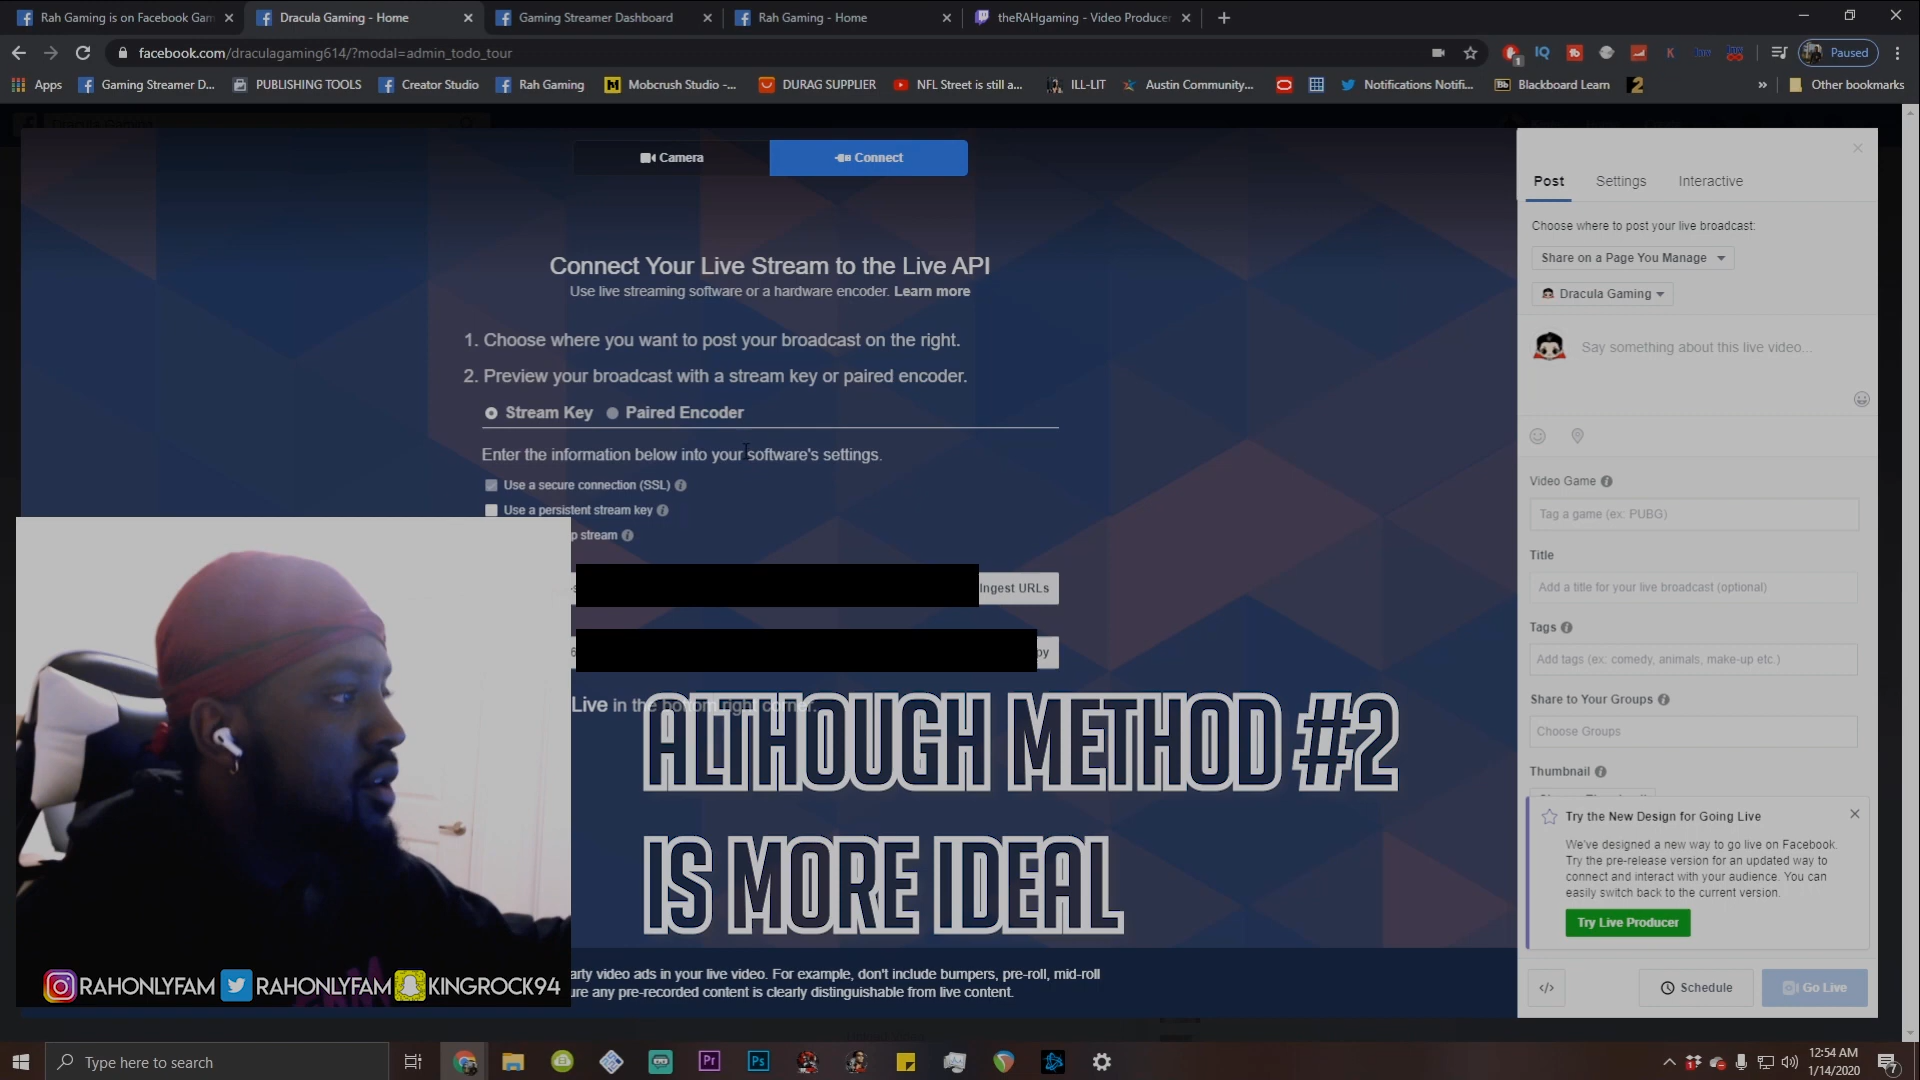 Rah Gaming is on Facebook Gam
Dracula Gaming - Home
Gaming Streamer Dashboard
Rah Gaming - Home
theRAHgaming - Video Producer
facebook.com/draculagaming614/?modal=admin_todo_tour
Paused
Apps
Gaming Streamer D...
PUBLISHING TOOLS
Creator Studio
Rah Gaming
Mobcrush Studio -...
DURAG SUPPLIER
NFL Street is still a...
ILL-LIT
Austin Community...
Notifications Notifi...
Blackboard Learn
Other bookmarks
Camera
Connect
Connect Your Live Stream to the Live API
Use live streaming software or a hardware encoder. Learn more
1. Choose where you want to post your broadcast on the right.
2. Preview your broadcast with a stream key or paired encoder.
Stream Key
Paired Encoder
Enter the information below into your software's settings.
Use a secure connection (SSL)
Use a persistent stream key
p stream
Ingest URLs
py
Live in the bottom right corner.
ALTHOUGH METHOD #2
IS MORE IDEAL
RAHONLYFAM
RAHONLYFAM
KINGROCK94
arty video ads in your live video. For example, don't include bumpers, pre-roll, mid-roll
ure any pre-recorded content is clearly distinguishable from live content.
Post
Settings
Interactive
Choose where to post your live broadcast:
Share on a Page You Manage
Dracula Gaming
Say something about this live video...
Video Game
Tag a game (ex: PUBG)
Title
Add a title for your live broadcast (optional)
Tags
Add tags (ex: comedy, animals, make-up etc.)
Share to Your Groups
Choose Groups
Thumbnail
Try the New Design for Going Live
We've designed a new way to go live on Facebook.
Try the pre-release version for an updated way to
connect and interact with your audience. You can
easily switch back to the current version.
Try Live Producer
</>
Schedule
Go Live
Type here to search
Pr
Ps
12:54 AM
1/14/2020
7